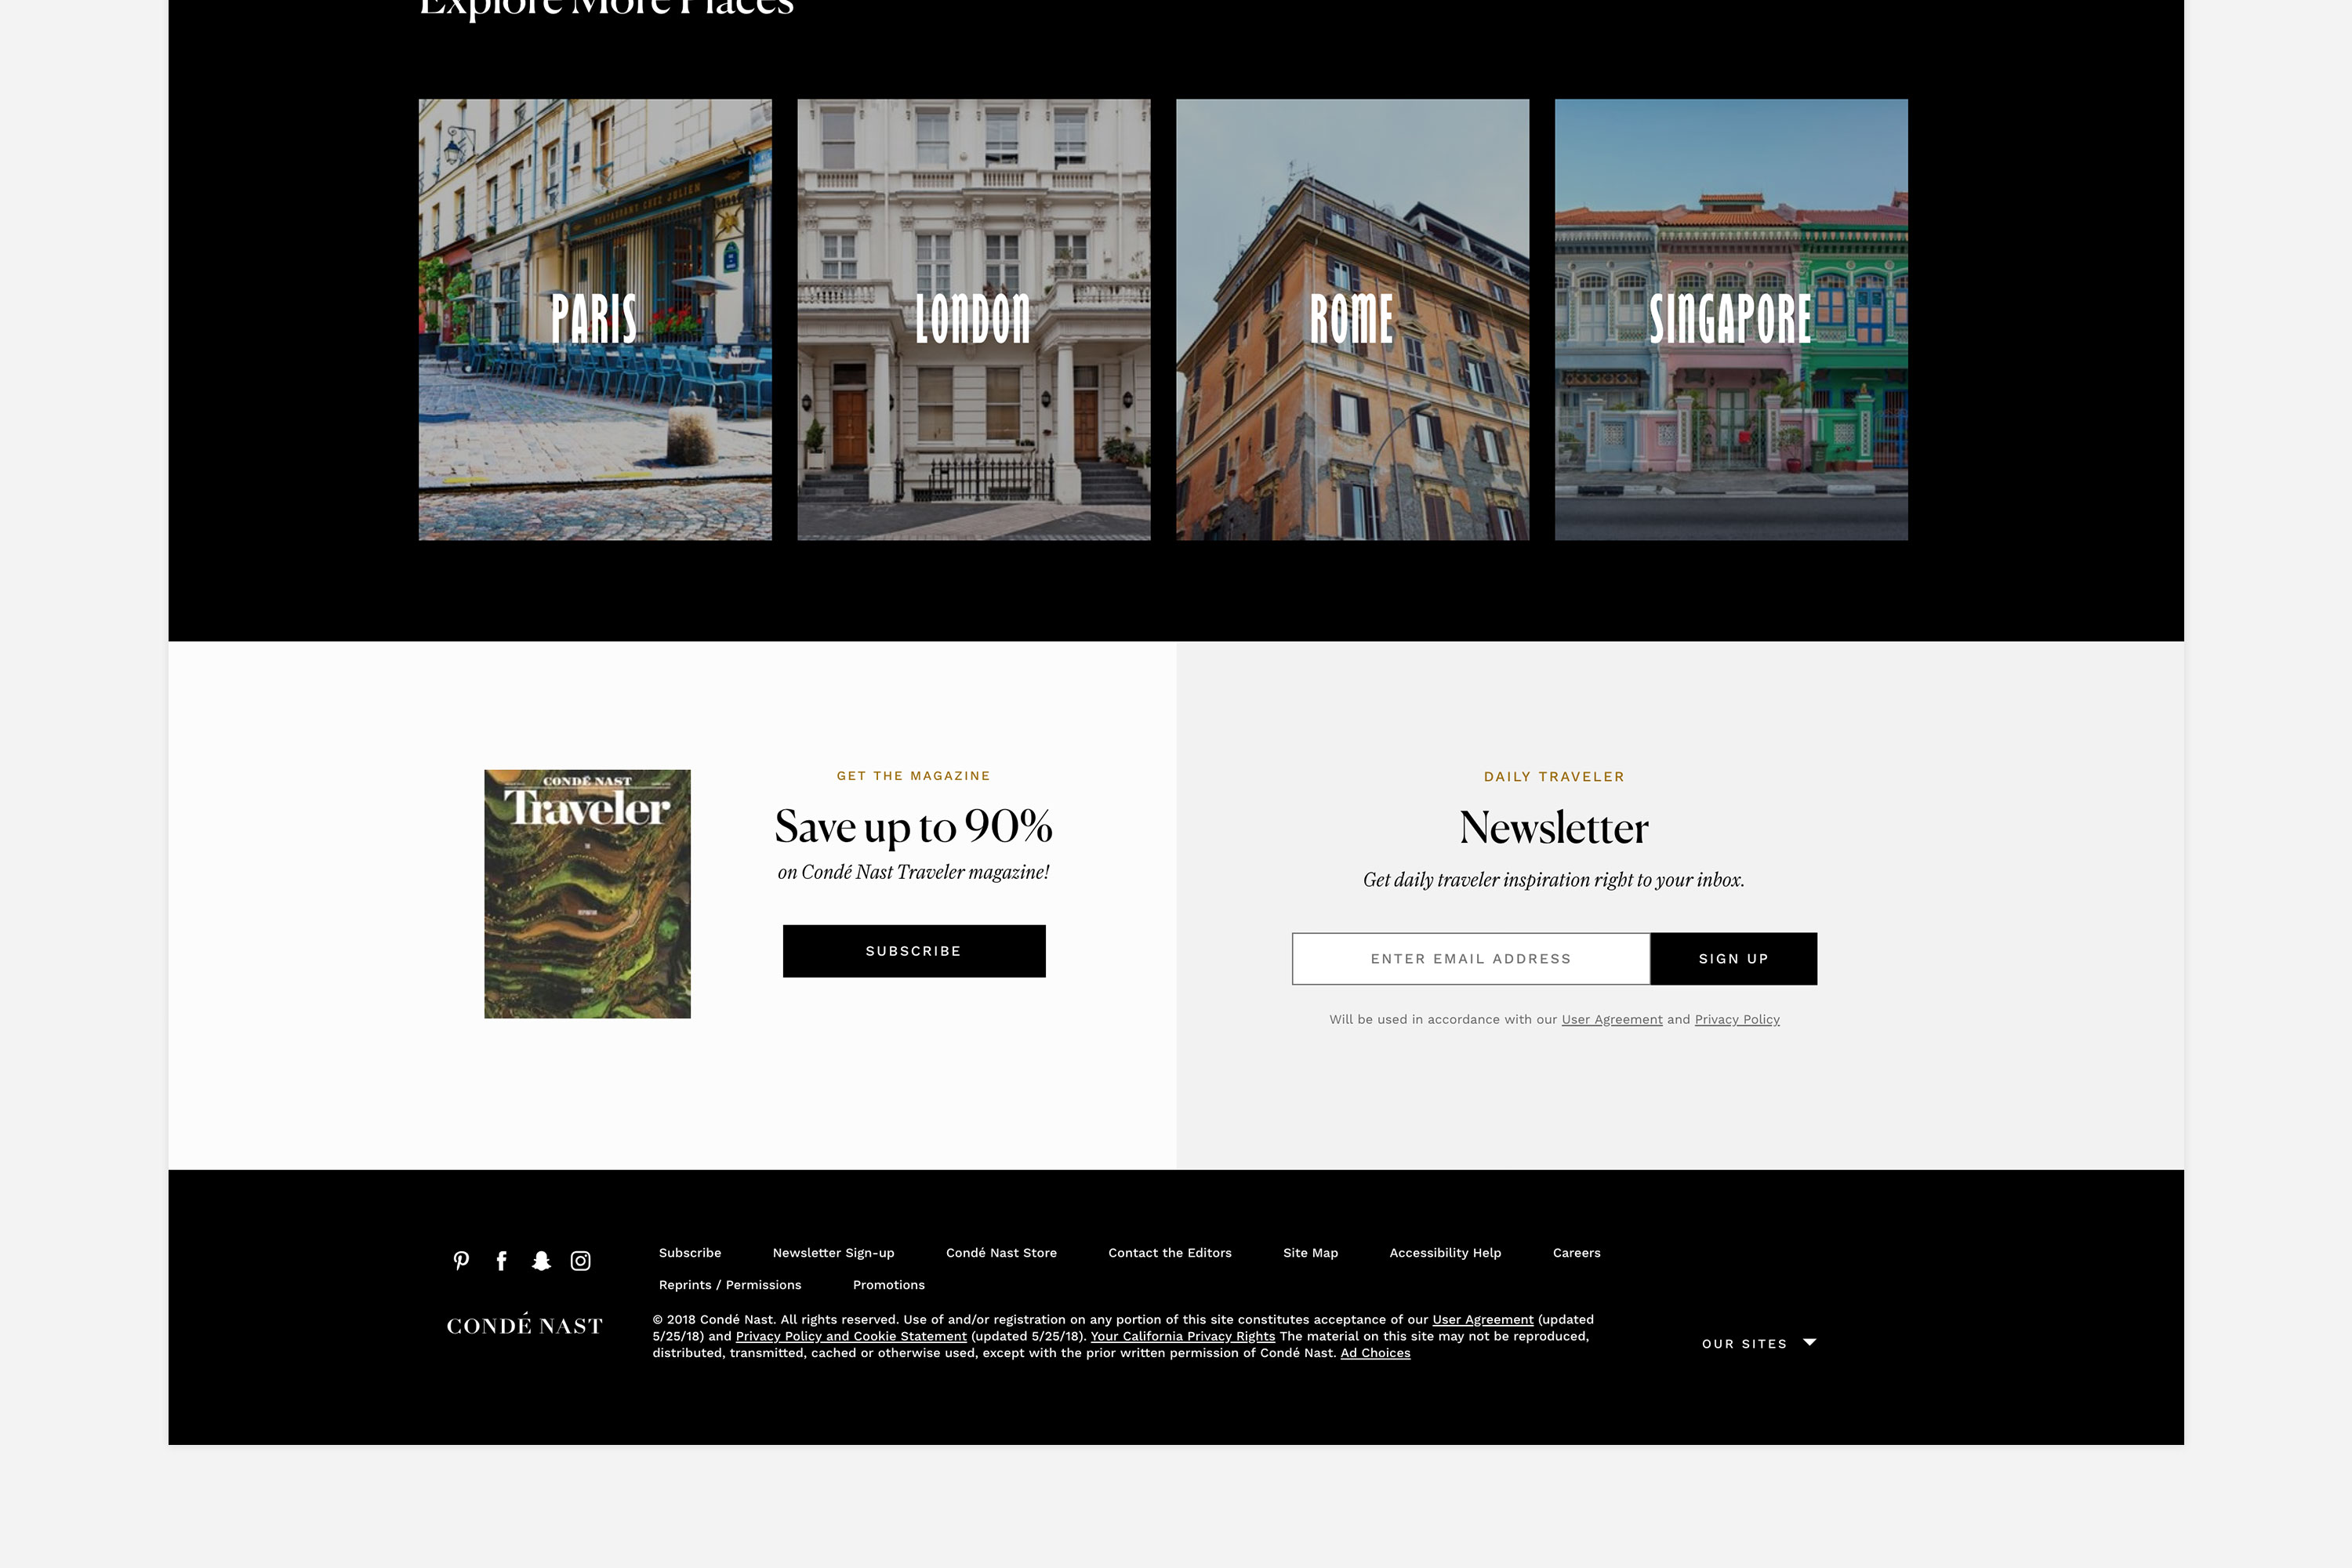 Explore More Places
RESTAURANT CHEZ JULIEN
PARIS
LONDON
ROME
SINGAPORE
CONDÉ NAST
Traveler
GET THE MAGAZINE
Save up to 90%
on Condé Nast Traveler magazine!
SUBSCRIBE
DAILY TRAVELER
Newsletter
Get daily traveler inspiration right to your inbox.
ENTER EMAIL ADDRESS
SIGN UP
Will be used in accordance with our User Agreement and Privacy Policy
Subscribe Newsletter Sign-up Condé Nast Store Contact the Editors Site Map Accessibility Help Careers
Reprints / Permissions Promotions
CONDÉ NAST
© 2018 Condé Nast. All rights reserved. Use of and/or registration on any portion of this site constitutes acceptance of our User Agreement (updated
5/25/18) and Privacy Policy and Cookie Statement (updated 5/25/18). Your California Privacy Rights The material on this site may not be reproduced,
distributed, transmitted, cached or otherwise used, except with the prior written permission of Condé Nast. Ad Choices
OUR SITES